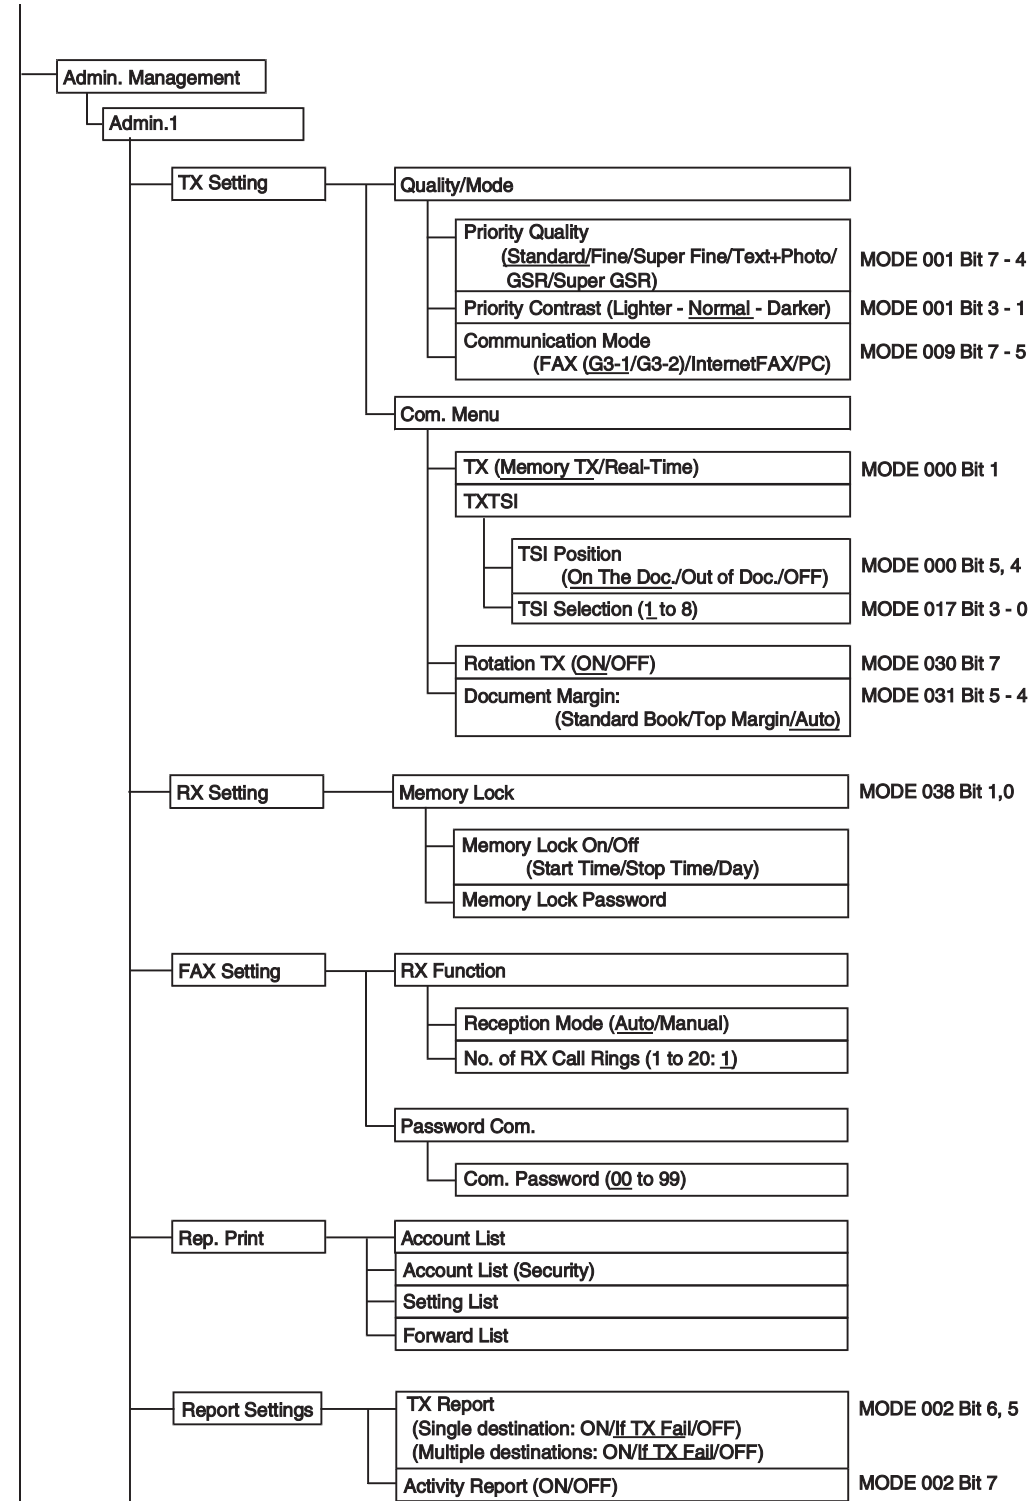 Admin. Management
Admin.1
TX Setting
Quality/Mode
Priority Quality
(Standard/Fine/Super Fine/Text+Photo/
GSR/Super GSR)
MODE 001 Bit 7 - 4
Priority Contrast (Lighter - Normal - Darker)
MODE 001 Bit 3 - 1
Communication Mode
(FAX (G3-1/G3-2)/InternetFAX/PC)
MODE 009 Bit 7 - 5
Com. Menu
TX (Memory TX/Real-Time)
MODE 000 Bit 1
TXTSI
TSI Position
(On The Doc./Out of Doc./OFF)
MODE 000 Bit 5, 4
TSI Selection (1 to 8)
MODE 017 Bit 3 - 0
Rotation TX (ON/OFF)
MODE 030 Bit 7
Document Margin:
(Standard Book/Top Margin/Auto)
MODE 031 Bit 5 - 4
RX Setting
Memory Lock
MODE 038 Bit 1,0
Memory Lock On/Off
(Start Time/Stop Time/Day)
Memory Lock Password
FAX Setting
RX Function
Reception Mode (Auto/Manual)
No. of RX Call Rings (1 to 20: 1)
Password Com.
Com. Password (00 to 99)
Rep. Print
Account List
Account List (Security)
Setting List
Forward List
Report Settings
TX Report
(Single destination: ON/If TX Fail/OFF)
(Multiple destinations: ON/If TX Fail/OFF)
MODE 002 Bit 6, 5
Activity Report (ON/OFF)
MODE 002 Bit 7